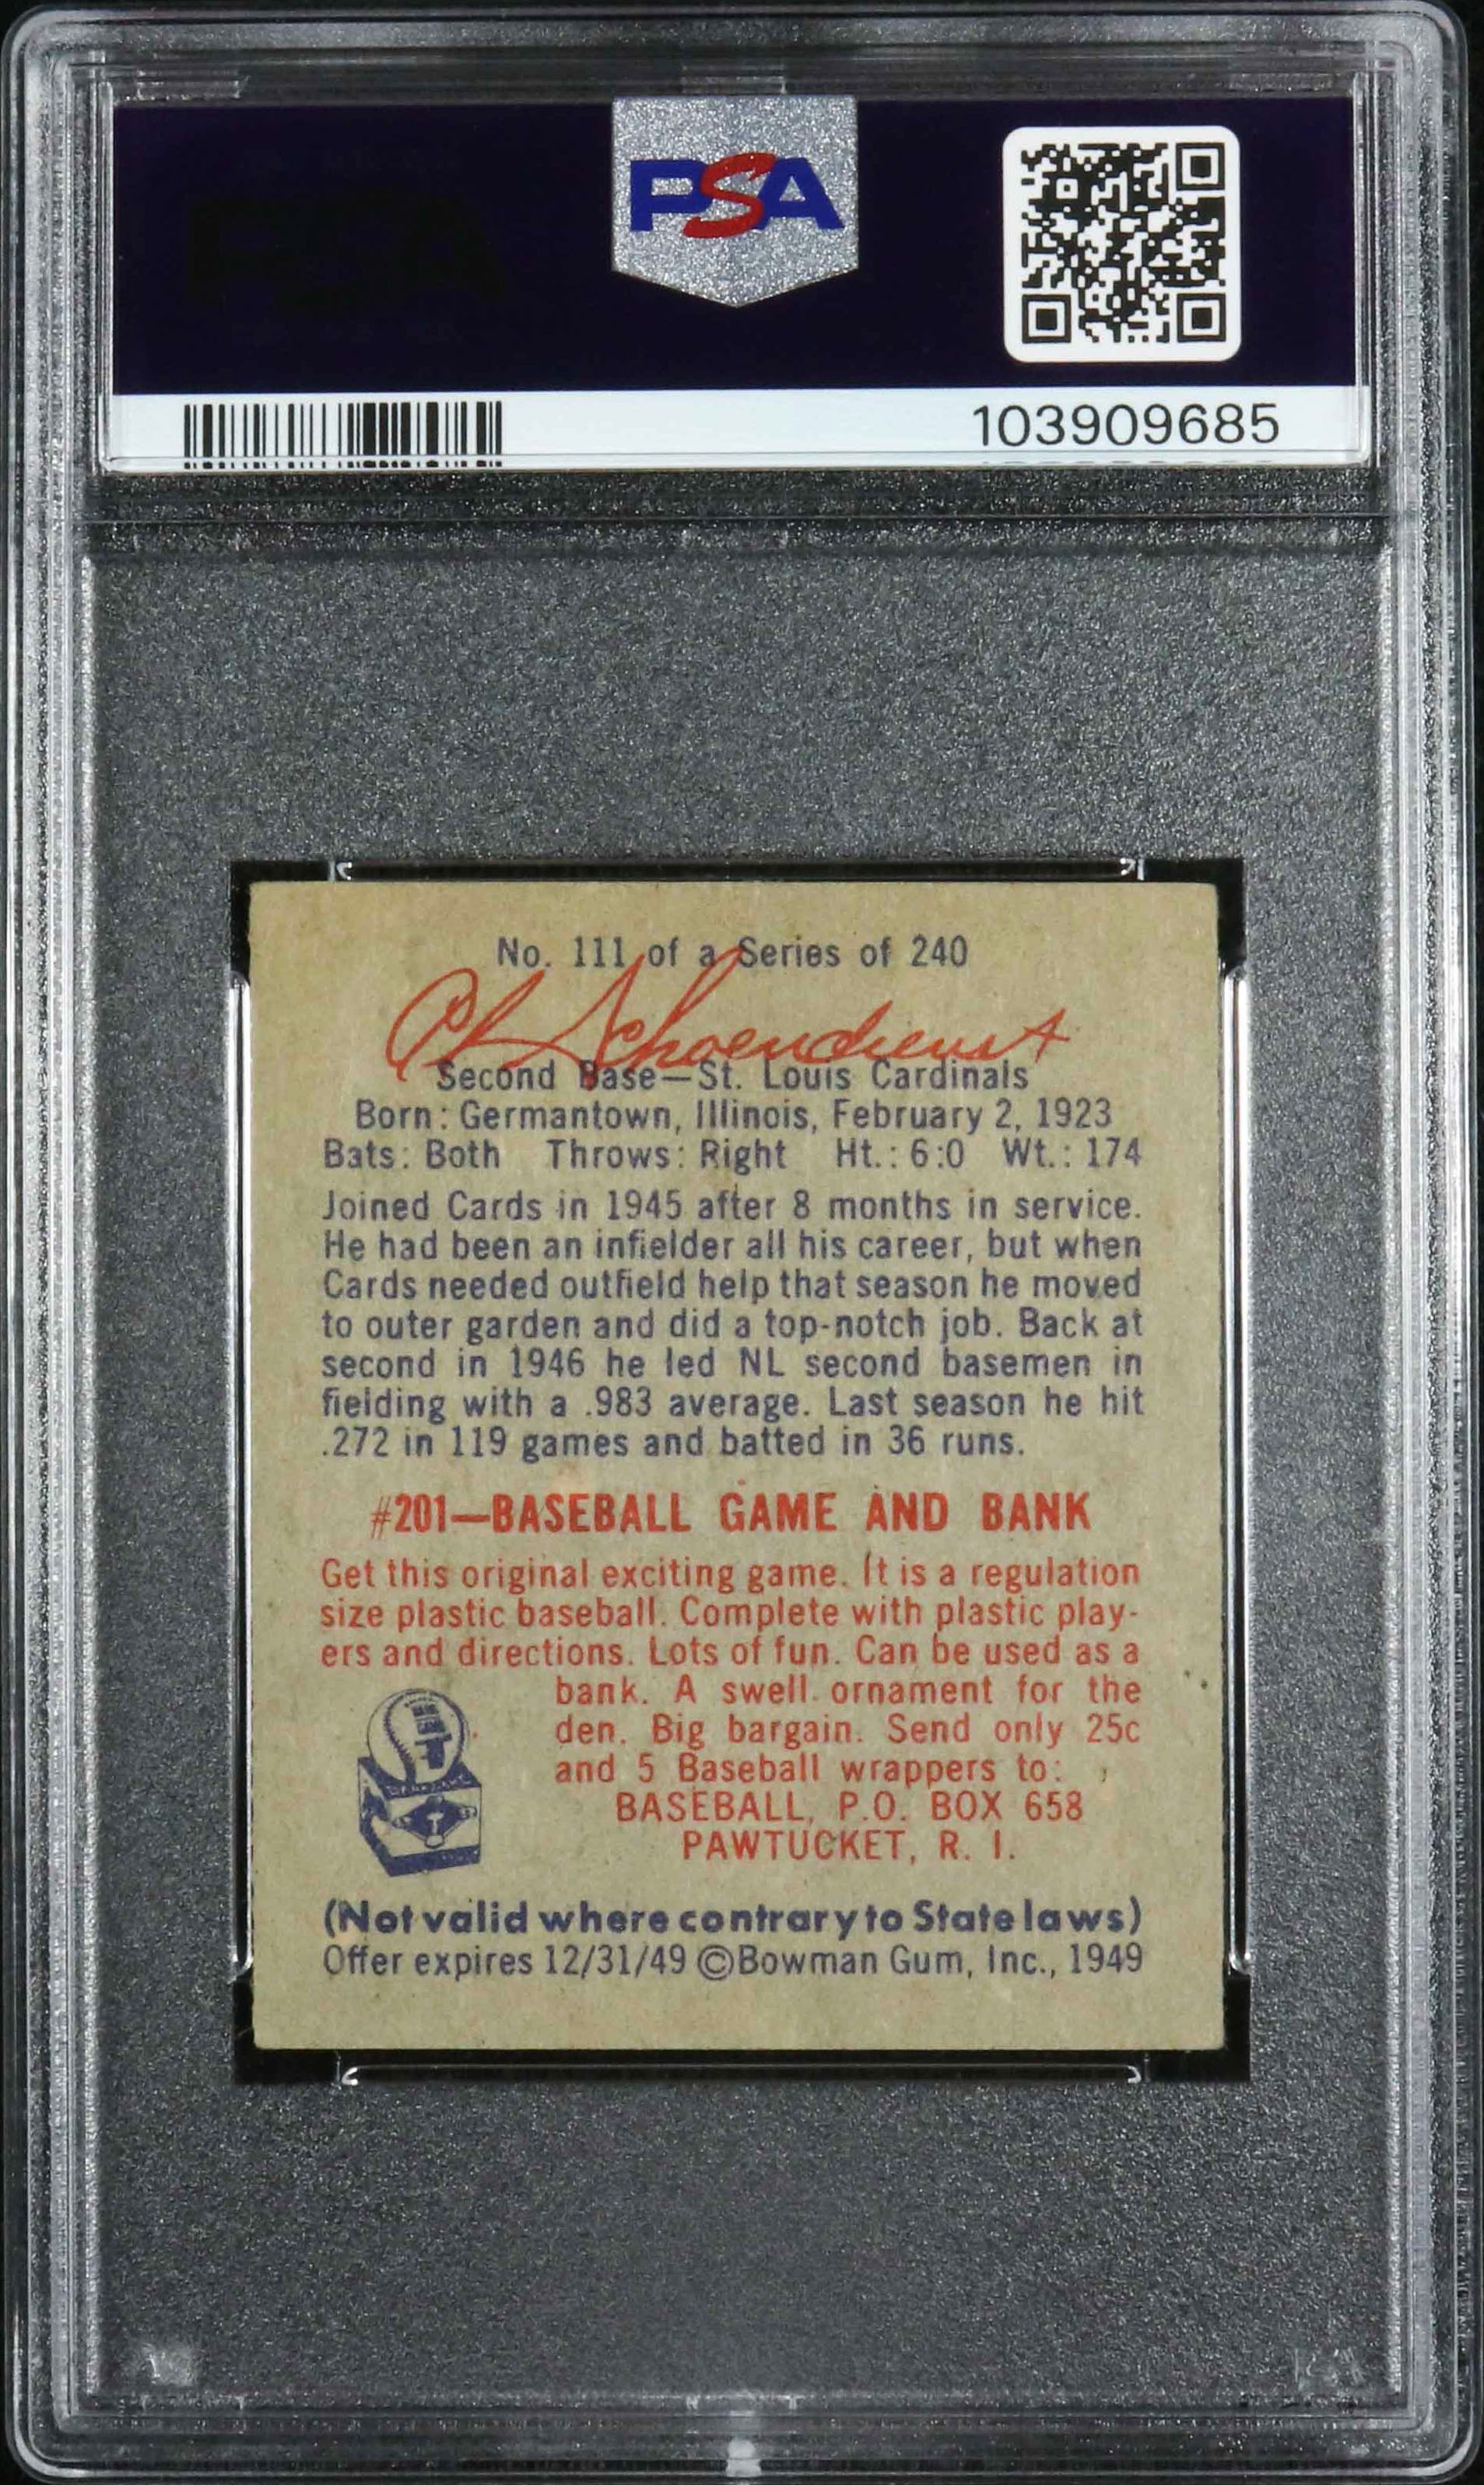 PSA
103909685
No. 111 of a Series of 240
Al Schoendienst
Second Base—St. Louis Cardinals
Born: Germantown, Illinois, February 2, 1923
Bats: Both Throws: Right Ht.: 6:0 Wt.: 174
Joined Cards in 1945 after 8 months in service.
He had been an infielder all his career, but when
Cards needed outfield help that season he moved
to outer garden and did a top-notch job. Back at
second in 1946 he led NL second basemen in
fielding with a .983 average. Last season he hit
.272 in 119 games and batted in 36 runs.
#201—BASEBALL GAME AND BANK
Get this original exciting game. It is a regulation
size plastic baseball. Complete with plastic play-
ers and directions. Lots of fun. Can be used as a
bank. A swell ornament for the
den. Big bargain. Send only 25c
and 5 Baseball wrappers to:
BASEBALL, P.O. BOX 658
PAWTUCKET, R. I.
(Not valid where contrary to State laws)
Offer expires 12/31/49 ©Bowman Gum, Inc., 1949